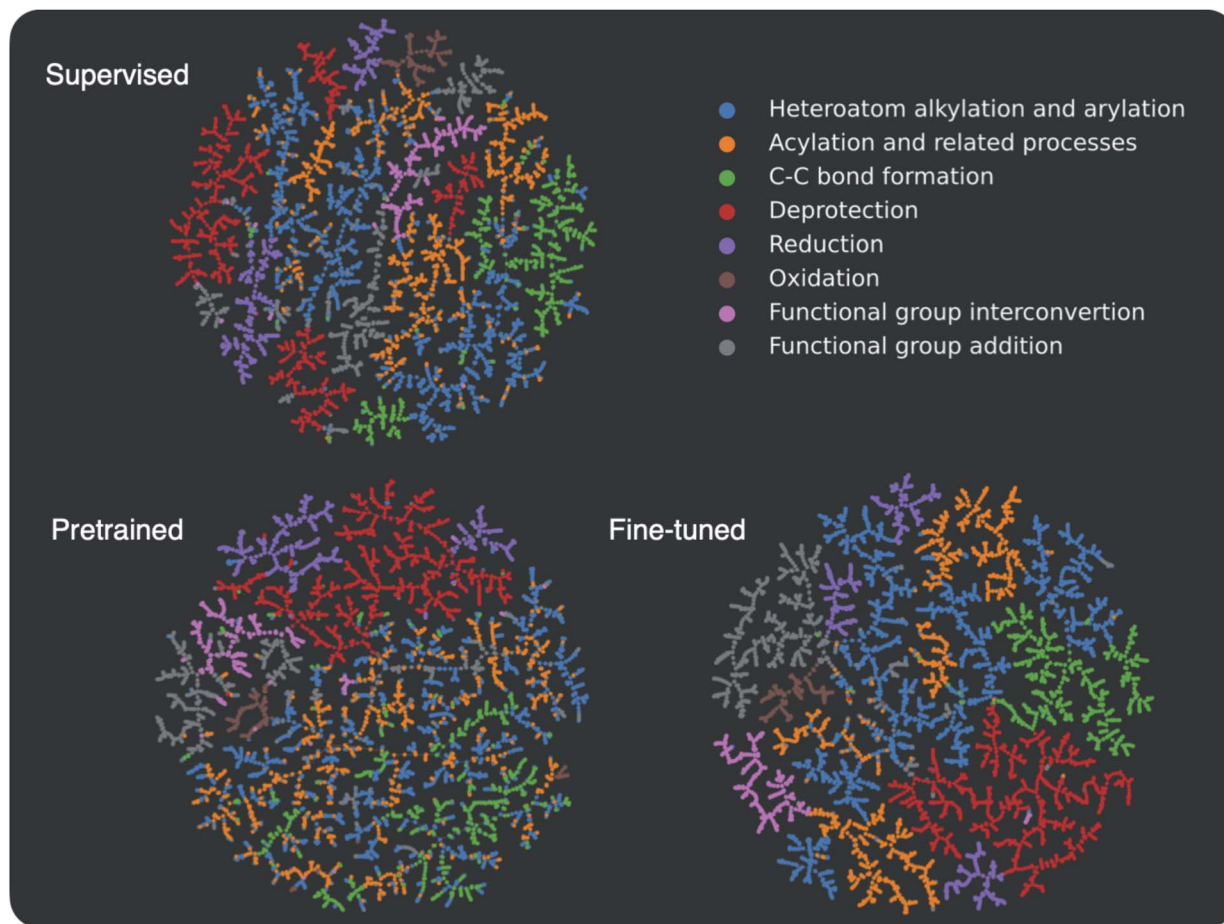 Supervised
Heteroatom alkylation and arylation
Acylation and related processes
C-C bond formation
Deprotection
Reduction
Oxidation
Functional group interconvertion
Functional group addition
Pretrained
Fine-tuned